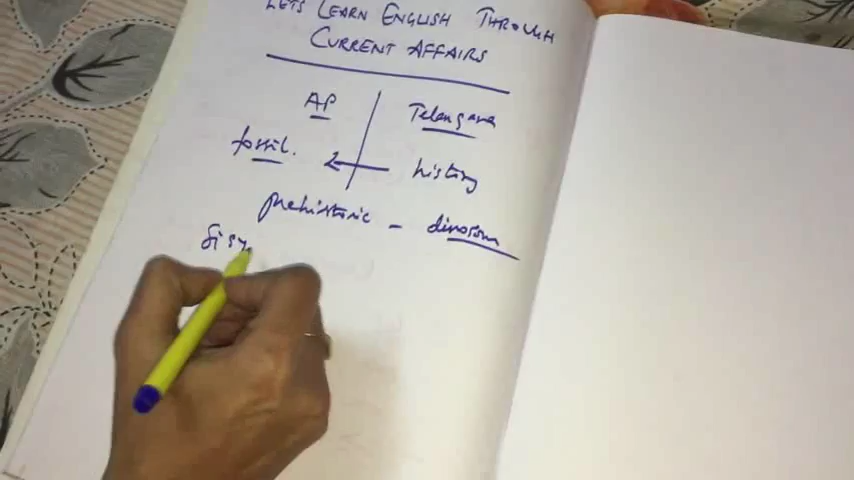 LETS LEARN ENGLISH THROUGH
CURRENT AFFAIRS
AP Telangana
fossil. history
prehistoric - dinosaur